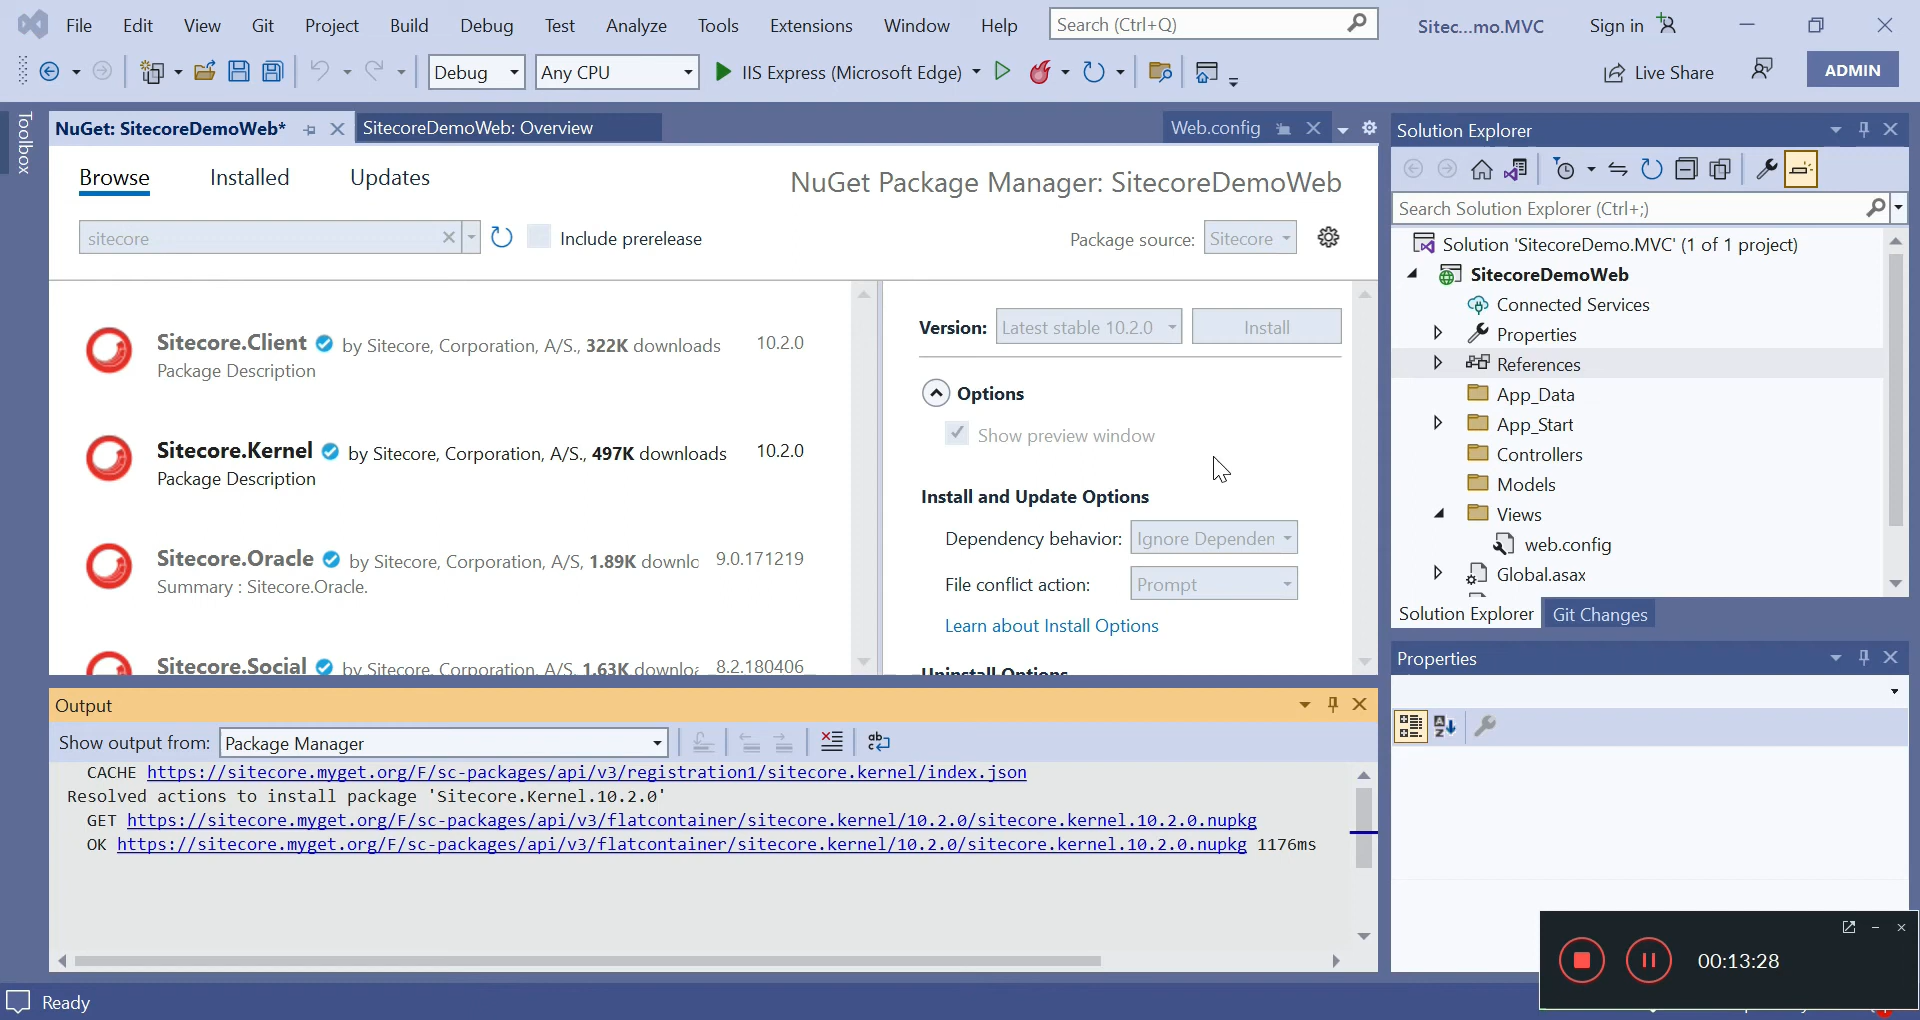 File Edit View Git Project Build Debug Test Analyze Tools Extensions Window Help Search (Ctrl+Q) Sitec...mo.MVC Sign in
Debug Any CPU IIS Express (Microsoft Edge) Live Share ADMIN
Toolbox
NuGet: SitecoreDemoWeb* SitecoreDemoWeb: Overview Web.config
Browse Installed Updates NuGet Package Manager: SitecoreDemoWeb
sitecore Include prerelease Package source: Sitecore
Sitecore.Client by Sitecore, Corporation, A/S., 322K downloads 10.2.0
Package Description
Sitecore.Kernel by Sitecore, Corporation, A/S., 497K downloads 10.2.0
Package Description
Sitecore.Oracle by Sitecore, Corporation, A/S, 1.89K downlo 9.0.171219
Summary : Sitecore.Oracle.
Sitecore.Social by Sitecore, Corporation, A/S, 1.63K downlo 8.2.180406
Version: Latest stable 10.2.0 Install
Options
Show preview window
Install and Update Options
Dependency behavior: Ignore Dependen
File conflict action: Prompt
Learn about Install Options
Uninstall Options
Output
Show output from: Package Manager
CACHE https://sitecore.myget.org/F/sc-packages/api/v3/registration1/sitecore.kernel/index.json
Resolved actions to install package 'Sitecore.Kernel.10.2.0'
GET https://sitecore.myget.org/F/sc-packages/api/v3/flatcontainer/sitecore.kernel/10.2.0/sitecore.kernel.10.2.0.nupkg
OK https://sitecore.myget.org/F/sc-packages/api/v3/flatcontainer/sitecore.kernel/10.2.0/sitecore.kernel.10.2.0.nupkg 1176ms
Solution Explorer
Search Solution Explorer (Ctrl+;)
Solution 'SitecoreDemo.MVC' (1 of 1 project)
SitecoreDemoWeb
Connected Services
Properties
References
App_Data
App_Start
Controllers
Models
Views
web.config
Global.asax
Solution Explorer Git Changes
Properties
00:13:28
Ready